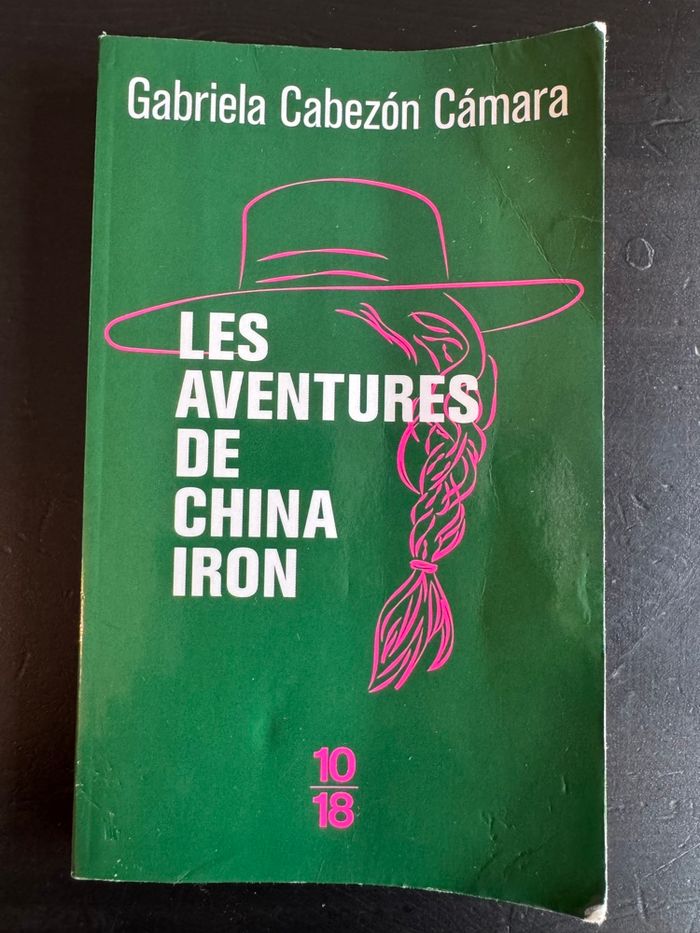 Gabriela Cabezón Cámara
LES
AVENTURES
DE
CHINA
IRON
10
18